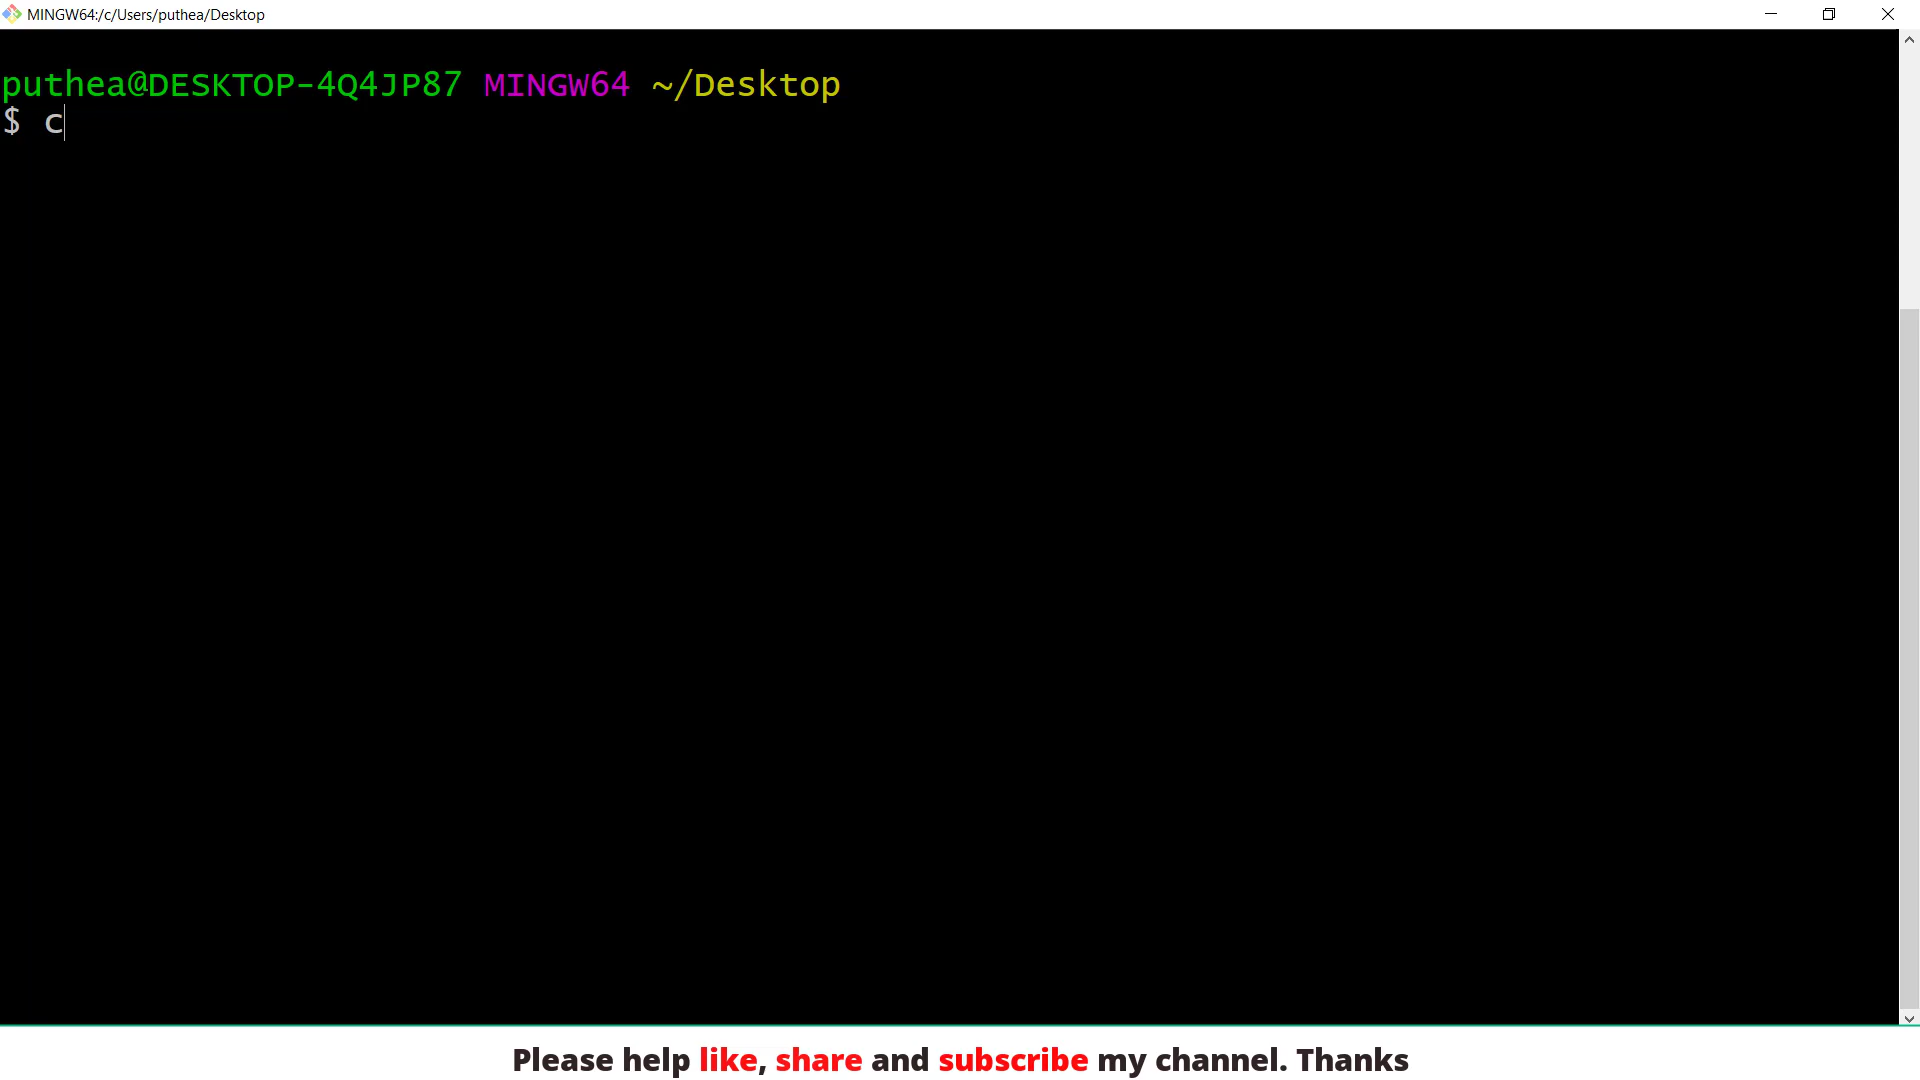 MINGW64:/c/Users/puthea/Desktop
puthea@DESKTOP-4Q4JP87 MINGW64 ~/Desktop
$ c
Please help like, share and subscribe my channel. Thanks